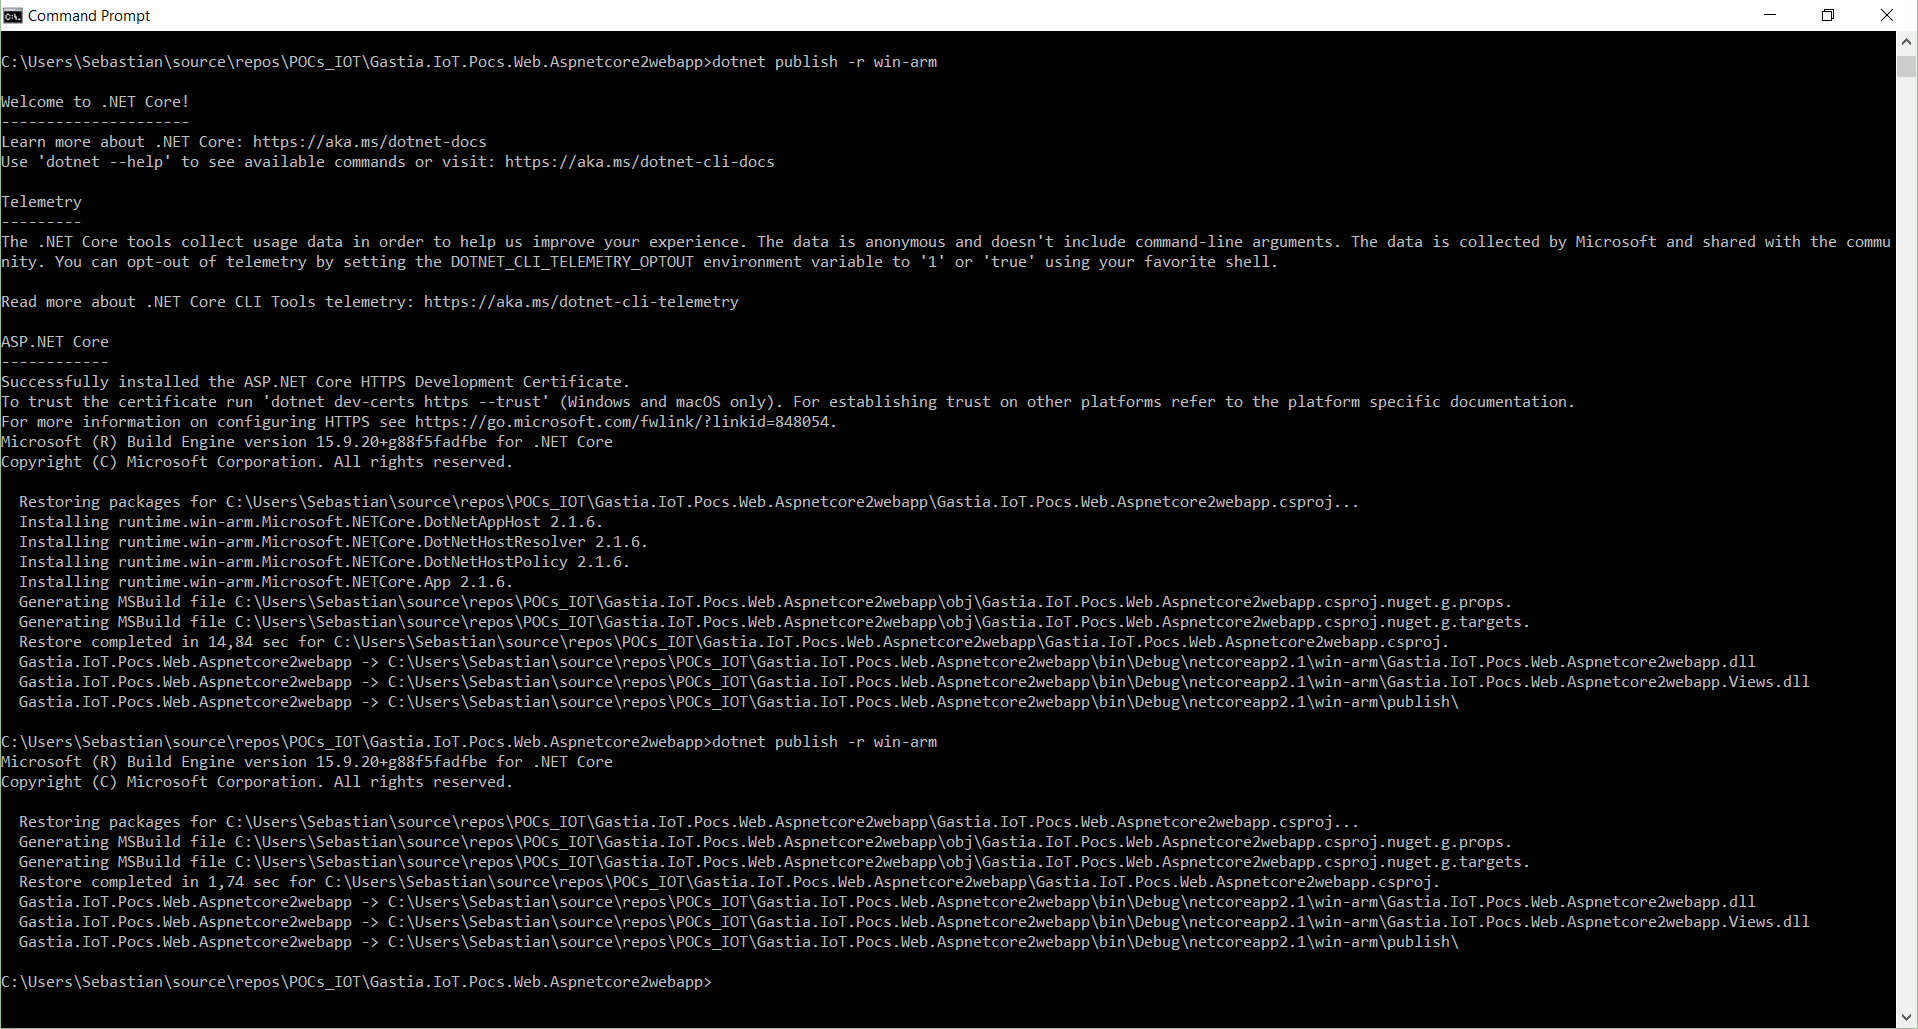 Command Prompt
C:\Users\Sebastian\source\repos\POCs_IOT\Gastia.IoT.Pocs.Web.Aspnetcore2webapp>dotnet publish -r win-arm
Welcome to .NET Core!
---------------------
Learn more about .NET Core: https://aka.ms/dotnet-docs
Use 'dotnet --help' to see available commands or visit: https://aka.ms/dotnet-cli-docs
Telemetry
---------
The .NET Core tools collect usage data in order to help us improve your experience. The data is anonymous and doesn't include command-line arguments. The data is collected by Microsoft and shared with the commu
nity. You can opt-out of telemetry by setting the DOTNET_CLI_TELEMETRY_OPTOUT environment variable to '1' or 'true' using your favorite shell.
Read more about .NET Core CLI Tools telemetry: https://aka.ms/dotnet-cli-telemetry
ASP.NET Core
------------
Successfully installed the ASP.NET Core HTTPS Development Certificate.
To trust the certificate run 'dotnet dev-certs https --trust' (Windows and macOS only). For establishing trust on other platforms refer to the platform specific documentation.
For more information on configuring HTTPS see https://go.microsoft.com/fwlink/?linkid=848054.
Microsoft (R) Build Engine version 15.9.20+g88f5fadfbe for .NET Core
Copyright (C) Microsoft Corporation. All rights reserved.
Restoring packages for C:\Users\Sebastian\source\repos\POCs_IOT\Gastia.IoT.Pocs.Web.Aspnetcore2webapp\Gastia.IoT.Pocs.Web.Aspnetcore2webapp.csproj...
Installing runtime.win-arm.Microsoft.NETCore.DotNetAppHost 2.1.6.
Installing runtime.win-arm.Microsoft.NETCore.DotNetHostResolver 2.1.6.
Installing runtime.win-arm.Microsoft.NETCore.DotNetHostPolicy 2.1.6.
Installing runtime.win-arm.Microsoft.NETCore.App 2.1.6.
Generating MSBuild file C:\Users\Sebastian\source\repos\POCs_IOT\Gastia.IoT.Pocs.Web.Aspnetcore2webapp\obj\Gastia.IoT.Pocs.Web.Aspnetcore2webapp.csproj.nuget.g.props.
Generating MSBuild file C:\Users\Sebastian\source\repos\POCs_IOT\Gastia.IoT.Pocs.Web.Aspnetcore2webapp\obj\Gastia.IoT.Pocs.Web.Aspnetcore2webapp.csproj.nuget.g.targets.
Restore completed in 14,84 sec for C:\Users\Sebastian\source\repos\POCs_IOT\Gastia.IoT.Pocs.Web.Aspnetcore2webapp\Gastia.IoT.Pocs.Web.Aspnetcore2webapp.csproj.
Gastia.IoT.Pocs.Web.Aspnetcore2webapp -> C:\Users\Sebastian\source\repos\POCs_IOT\Gastia.IoT.Pocs.Web.Aspnetcore2webapp\bin\Debug\netcoreapp2.1\win-arm\Gastia.IoT.Pocs.Web.Aspnetcore2webapp.dll
Gastia.IoT.Pocs.Web.Aspnetcore2webapp -> C:\Users\Sebastian\source\repos\POCs_IOT\Gastia.IoT.Pocs.Web.Aspnetcore2webapp\bin\Debug\netcoreapp2.1\win-arm\Gastia.IoT.Pocs.Web.Aspnetcore2webapp.Views.dll
Gastia.IoT.Pocs.Web.Aspnetcore2webapp -> C:\Users\Sebastian\source\repos\POCs_IOT\Gastia.IoT.Pocs.Web.Aspnetcore2webapp\bin\Debug\netcoreapp2.1\win-arm\publish\
C:\Users\Sebastian\source\repos\POCs_IOT\Gastia.IoT.Pocs.Web.Aspnetcore2webapp>dotnet publish -r win-arm
Microsoft (R) Build Engine version 15.9.20+g88f5fadfbe for .NET Core
Copyright (C) Microsoft Corporation. All rights reserved.
Restoring packages for C:\Users\Sebastian\source\repos\POCs_IOT\Gastia.IoT.Pocs.Web.Aspnetcore2webapp\Gastia.IoT.Pocs.Web.Aspnetcore2webapp.csproj...
Generating MSBuild file C:\Users\Sebastian\source\repos\POCs_IOT\Gastia.IoT.Pocs.Web.Aspnetcore2webapp\obj\Gastia.IoT.Pocs.Web.Aspnetcore2webapp.csproj.nuget.g.props.
Generating MSBuild file C:\Users\Sebastian\source\repos\POCs_IOT\Gastia.IoT.Pocs.Web.Aspnetcore2webapp\obj\Gastia.IoT.Pocs.Web.Aspnetcore2webapp.csproj.nuget.g.targets.
Restore completed in 1,74 sec for C:\Users\Sebastian\source\repos\POCs_IOT\Gastia.IoT.Pocs.Web.Aspnetcore2webapp\Gastia.IoT.Pocs.Web.Aspnetcore2webapp.csproj.
Gastia.IoT.Pocs.Web.Aspnetcore2webapp -> C:\Users\Sebastian\source\repos\POCs_IOT\Gastia.IoT.Pocs.Web.Aspnetcore2webapp\bin\Debug\netcoreapp2.1\win-arm\Gastia.IoT.Pocs.Web.Aspnetcore2webapp.dll
Gastia.IoT.Pocs.Web.Aspnetcore2webapp -> C:\Users\Sebastian\source\repos\POCs_IOT\Gastia.IoT.Pocs.Web.Aspnetcore2webapp\bin\Debug\netcoreapp2.1\win-arm\Gastia.IoT.Pocs.Web.Aspnetcore2webapp.Views.dll
Gastia.IoT.Pocs.Web.Aspnetcore2webapp -> C:\Users\Sebastian\source\repos\POCs_IOT\Gastia.IoT.Pocs.Web.Aspnetcore2webapp\bin\Debug\netcoreapp2.1\win-arm\publish\
C:\Users\Sebastian\source\repos\POCs_IOT\Gastia.IoT.Pocs.Web.Aspnetcore2webapp>